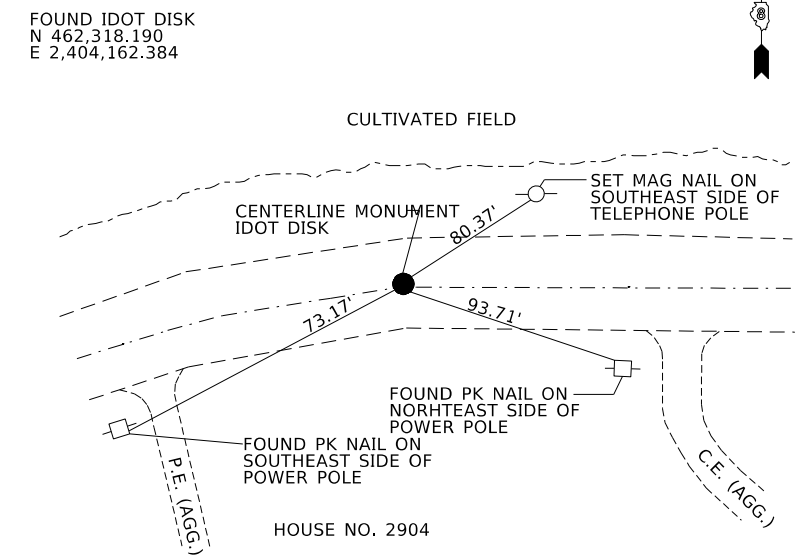 FOUND IDOT DISK
N 462,318.190
E 2,404,162.384
8
CULTIVATED FIELD
SET MAG NAIL ON
SOUTHEAST SIDE OF
TELEPHONE POLE
CENTERLINE MONUMENT
IDOT DISK
80.37'
73.17'
93.71'
FOUND PK NAIL ON
NORHTEAST SIDE OF
POWER POLE
FOUND PK NAIL ON
SOUTHEAST SIDE OF
POWER POLE
P.E. (AGG.)
C.E. (AGG.)
HOUSE NO. 2904